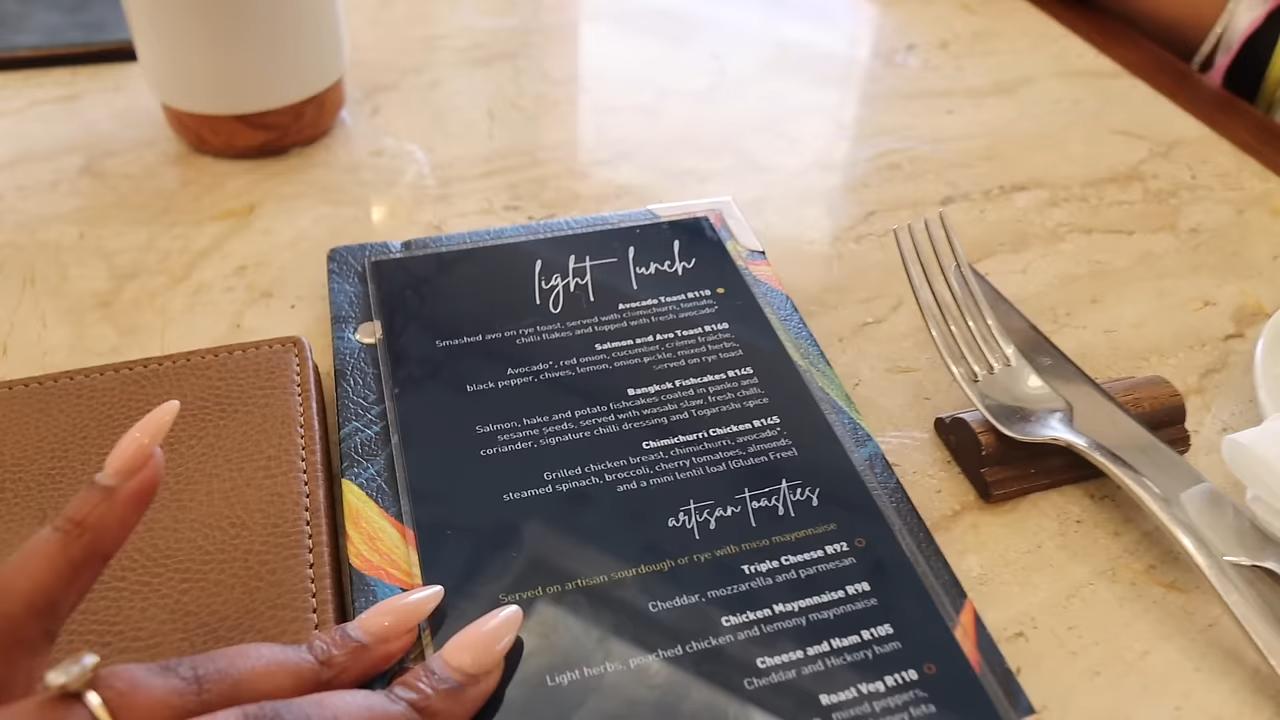 light lunch
Avocado Toast R110
Smashed avo on rye toast, served with chimichurri, tomato,
chilli flakes and topped with fresh avocado*
Salmon and Avo Toast R160
Avocado*, red onion, cucumber, crème fraîche,
black pepper, chives, lemon, onion pickle, mixed herbs,
served on rye toast
Bangkok Fishcakes R145
Salmon, hake and potato fishcakes coated in panko and
sesame seeds, served with wasabi slaw, fresh chilli,
coriander, signature chilli dressing and Togarashi spice
Chimichurri Chicken R145
Grilled chicken breast, chimichurri, avocado*,
steamed spinach, broccoli, cherry tomatoes, almonds
and a mini lentil loaf (Gluten Free)
artisan toasties
Served on artisan sourdough or rye with miso mayonnaise
Triple Cheese R92
Cheddar, mozzarella and parmesan
Chicken Mayonnaise R98
Light herbs, poached chicken and lemony mayonnaise
Cheese and Ham R105
Cheddar and Hickory ham
Roast Veg R110
mixed peppers,
feta